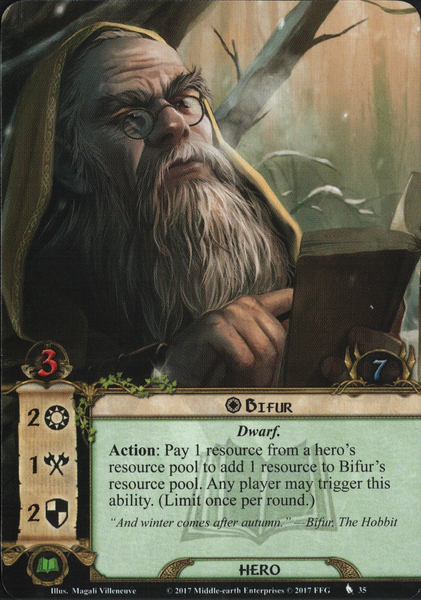 3
7
BIFUR
2
Dwarf.
Action: Pay 1 resource from a hero's
resource pool to add 1 resource to Bifur's
1
resource pool. Any player may trigger this
ability. (Limit once per round.)
2
"And winter comes after autumn." —Bifur, The Hobbit
HERO
Illus. Magali Villeneuve © 2017 Middle-earth Enterprises © 2017 FFG 35